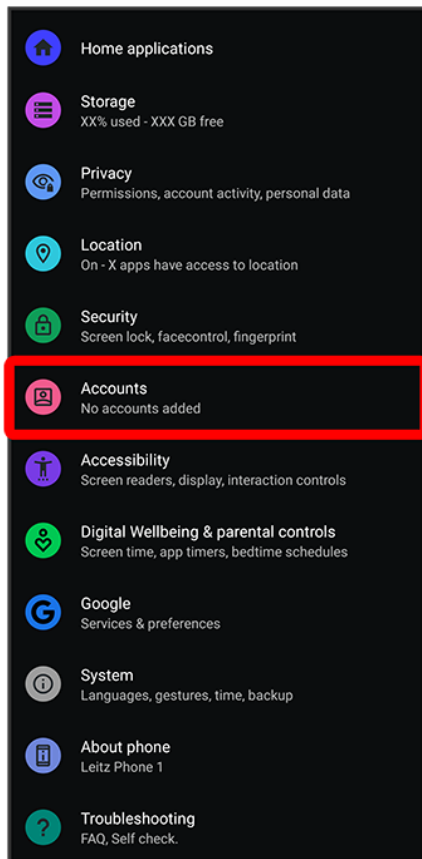 Home applications
Storage
XX% used - XXX GB free
Privacy
Permissions, account activity, personal data
Location
On - X apps have access to location
Security
Screen lock, facecontrol, fingerprint
Accounts
No accounts added
Accessibility
Screen readers, display, interaction controls
Digital Wellbeing & parental controls
Screen time, app timers, bedtime schedules
Google
Services & preferences
System
Languages, gestures, time, backup
About phone
Leitz Phone 1
Troubleshooting
FAQ, Self check.